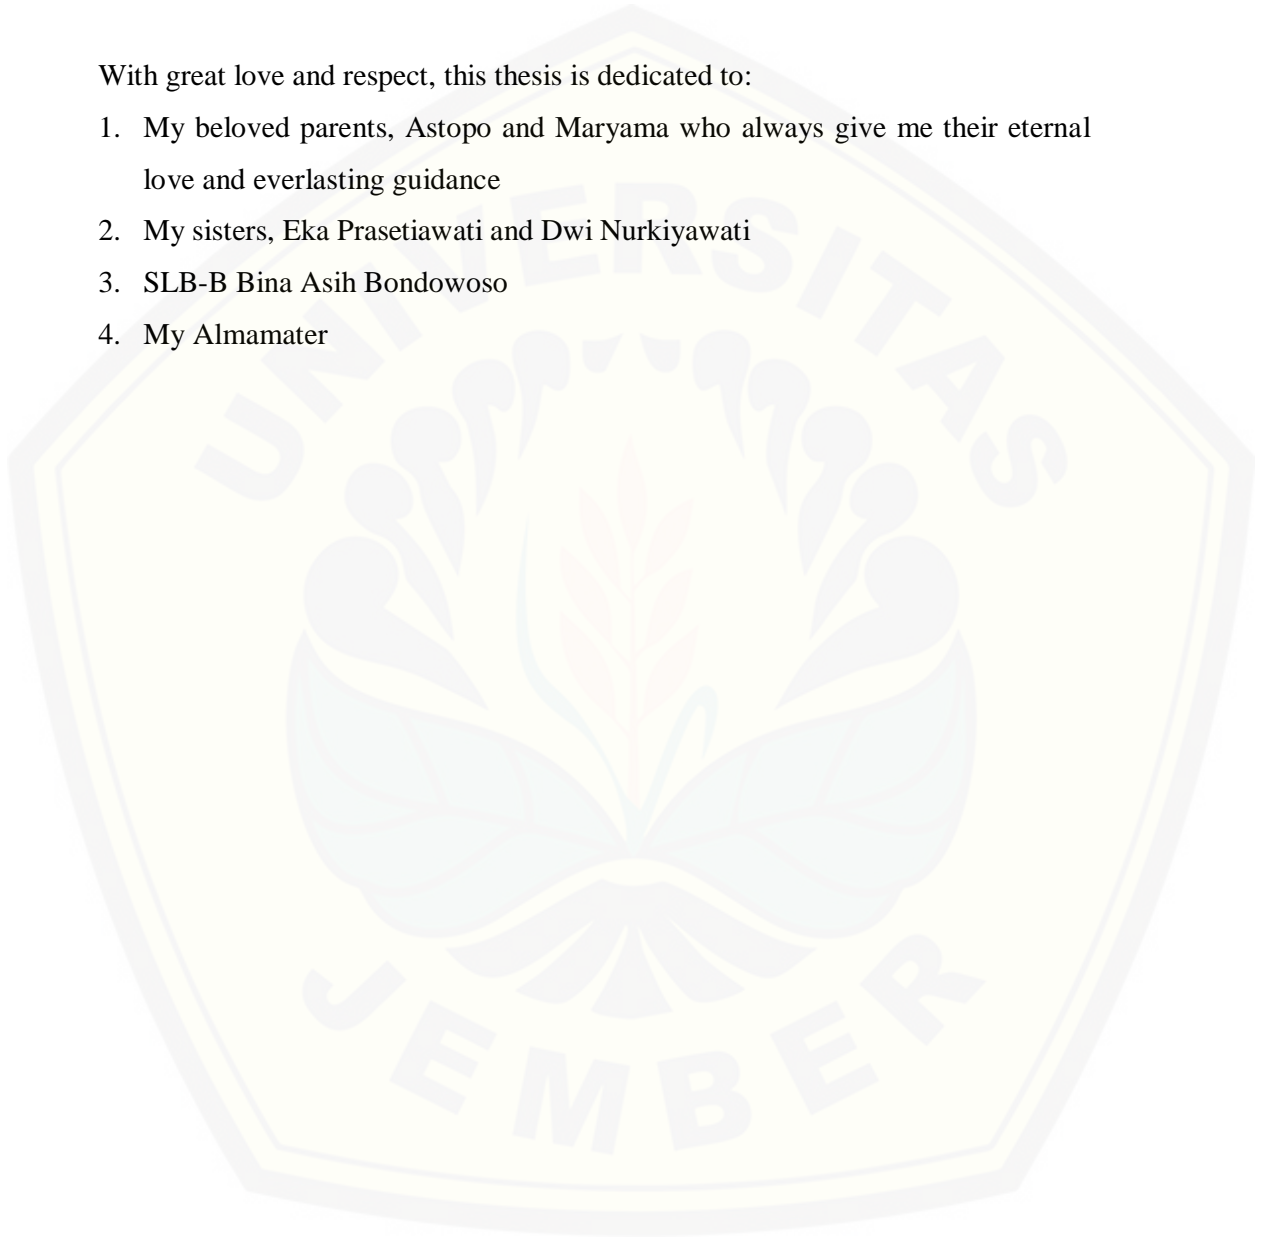 With great love and respect, this thesis is dedicated to:
1. My beloved parents, Astopo and Maryama who always give me their eternal
love and everlasting guidance
2. My sisters, Eka Prasetiawati and Dwi Nurkiyawati
3. SLB-B Bina Asih Bondowoso
4. My Almamater
UNIVERSITAS
JEMBER